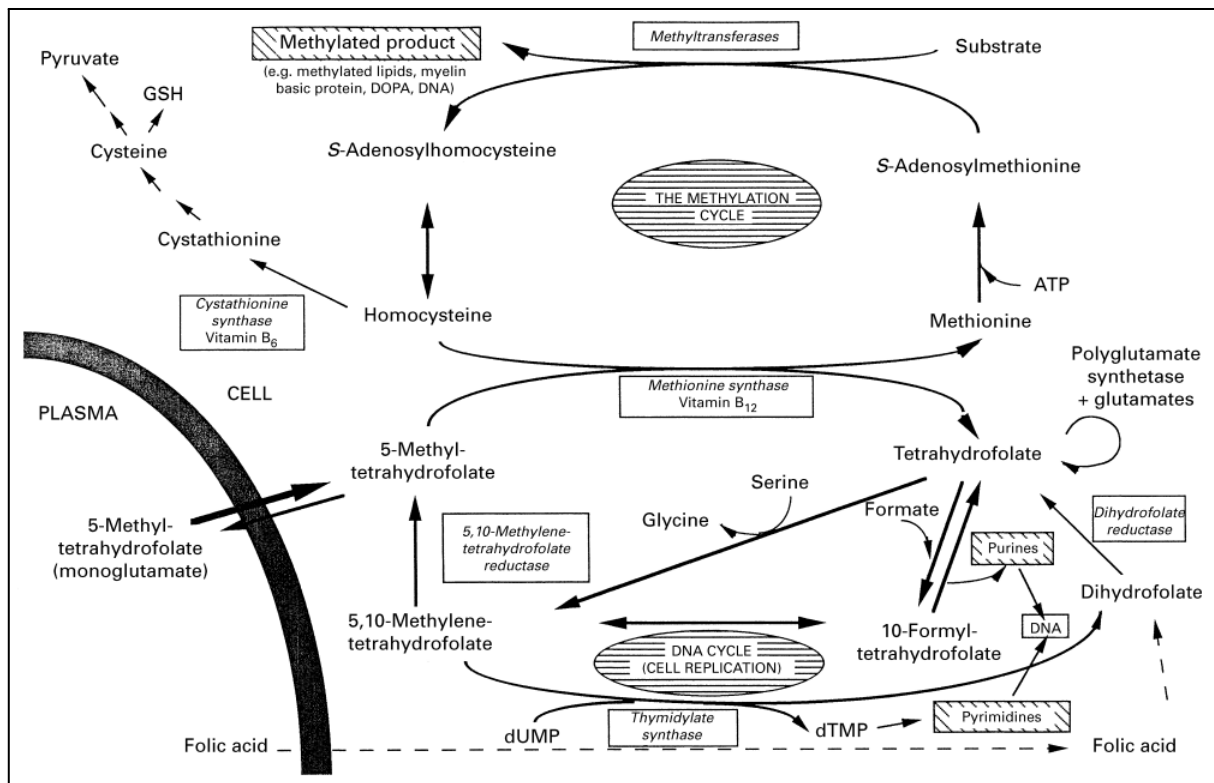 Methylated product
(e.g. methylated lipids, myelin
basic protein, DOPA, DNA)
Methyltransferases
Substrate
Pyruvate
GSH
Cysteine
Cystathionine
S-Adenosylhomocysteine
S-Adenosylmethionine
THE METHYLATION
CYCLE
ATP
Cystathionine
synthase
Vitamin B6
Homocysteine
Methionine
Methionine synthase
Vitamin B12
Polyglutamate
synthetase
+ glutamates
PLASMA
CELL
5-Methyl-
tetrahydrofolate
Tetrahydrofolate
5-Methyl-
tetrahydrofolate
(monoglutamate)
5,10-Methylene-
tetrahydrofolate
reductase
Serine
Glycine
Formate
Purines
Dihydrofolate
reductase
5,10-Methylene-
tetrahydrofolate
DNA CYCLE
(CELL REPLICATION)
10-Formyl-
tetrahydrofolate
DNA
Dihydrofolate
Thymidylate
synthase
dUMP
dTMP
Pyrimidines
Folic acid
Folic acid